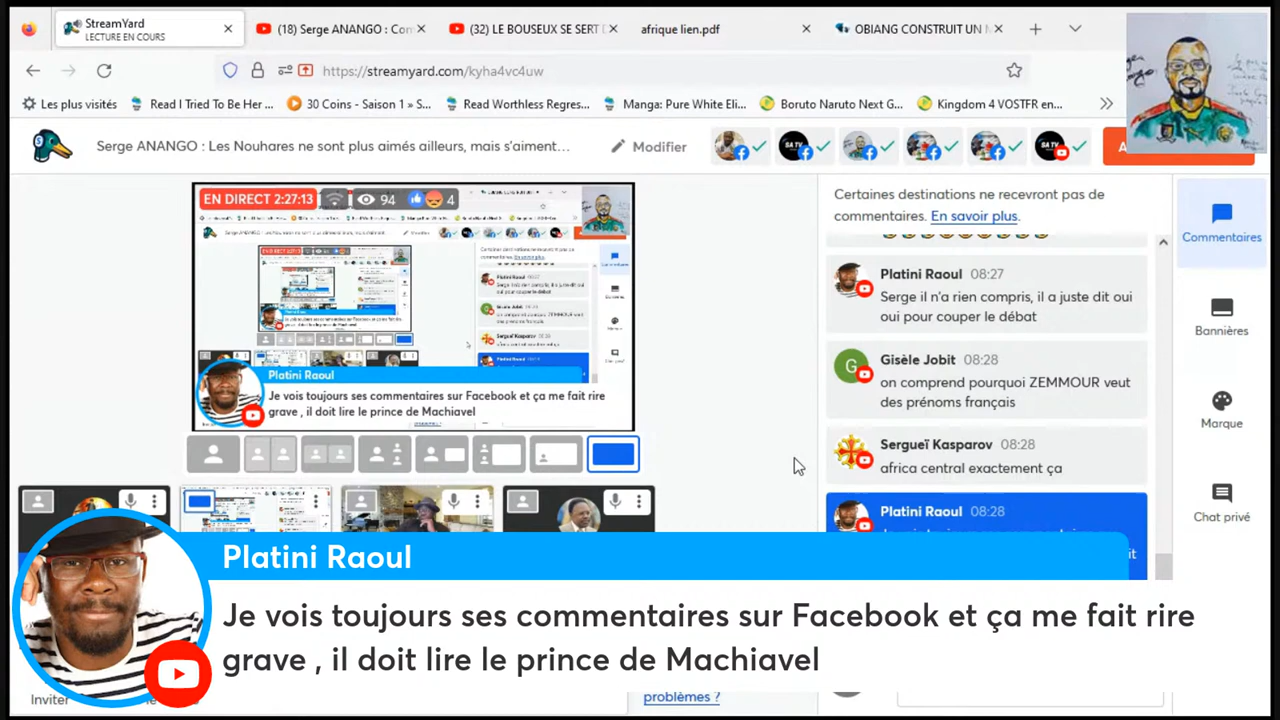 StreamYard
LECTURE EN COURS
(18) Serge ANANGO : Con
(32) LE BOUSEUX SE SERT D
afrique lien.pdf
OBIANG CONSTRUIT UN M
https://streamyard.com/kyha4vc4uw
Les plus visités
Read I Tried To Be Her ...
30 Coins - Saison 1 » S...
Read Worthless Regres...
Manga: Pure White Eli...
Boruto Naruto Next G...
Kingdom 4 VOSTFR en...
Serge ANANGO : Les Nouhares ne sont plus aimés ailleurs, mais s'aiment...
Modifier
EN DIRECT 2:27:13
94
4
Certaines destinations ne recevront pas de
commentaires. En savoir plus.
Platini Raoul 08:27
Serge il n'a rien compris, il a juste dit oui
oui pour couper le débat
Gisèle Jobit 08:28
on comprend pourquoi ZEMMOUR veut
des prénoms français
Sergueï Kasparov 08:28
africa central exactement ça
Platini Raoul 08:28
Commentaires
Bannières
Marque
Chat privé
Platini Raoul
Je vois toujours ses commentaires sur Facebook et ça me fait rire
grave , il doit lire le prince de Machiavel
Platini Raoul
Je vois toujours ses commentaires sur Facebook et ça me fait rire
grave , il doit lire le prince de Machiavel
Inviter
problèmes ?